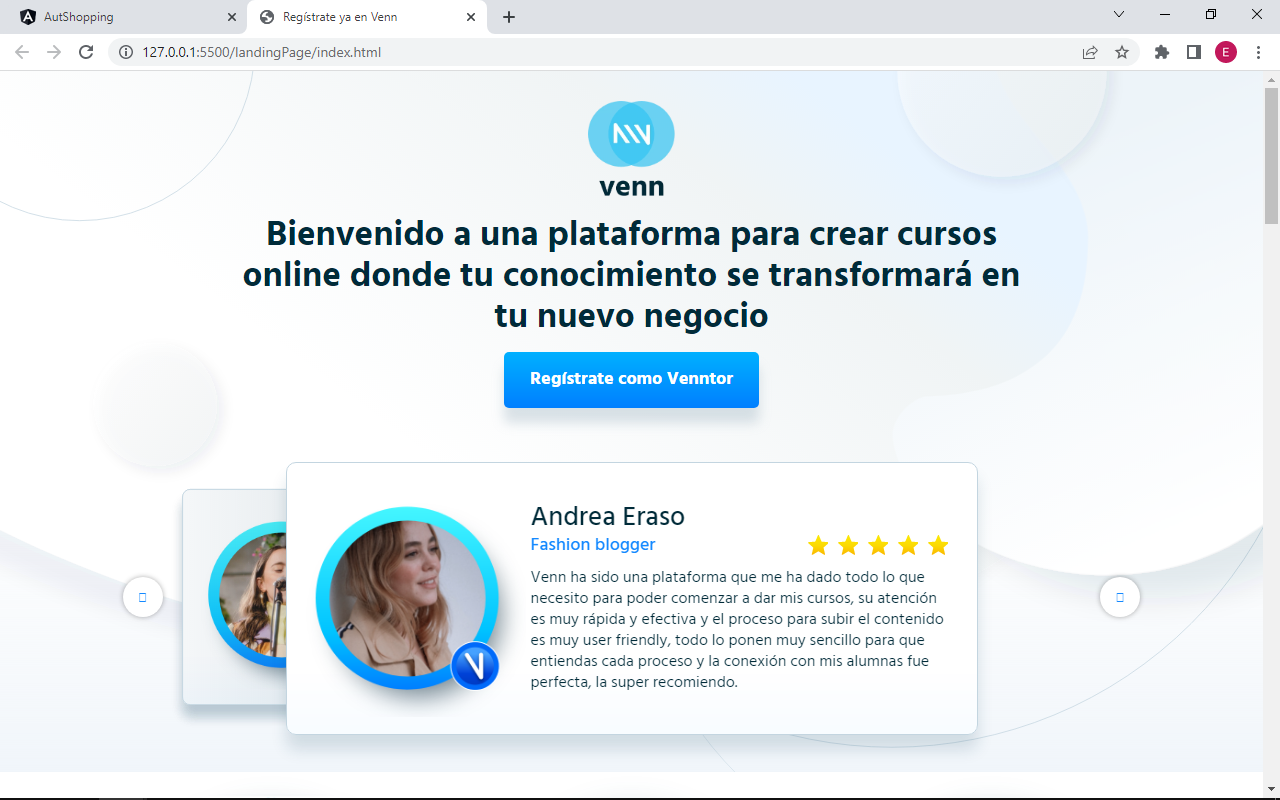 AutShopping
Regístrate ya en Venn
127.0.0.1:5500/landingPage/index.html
E
venn
Bienvenido a una plataforma para crear cursos
online donde tu conocimiento se transformará en
tu nuevo negocio
Regístrate como Venntor
Andrea Eraso
Fashion blogger
Venn ha sido una plataforma que me ha dado todo lo que
necesito para poder comenzar a dar mis cursos, su atención
es muy rápida y efectiva y el proceso para subir el contenido
es muy user friendly, todo lo ponen muy sencillo para que
entiendas cada proceso y la conexión con mis alumnas fue
perfecta, la super recomiendo.